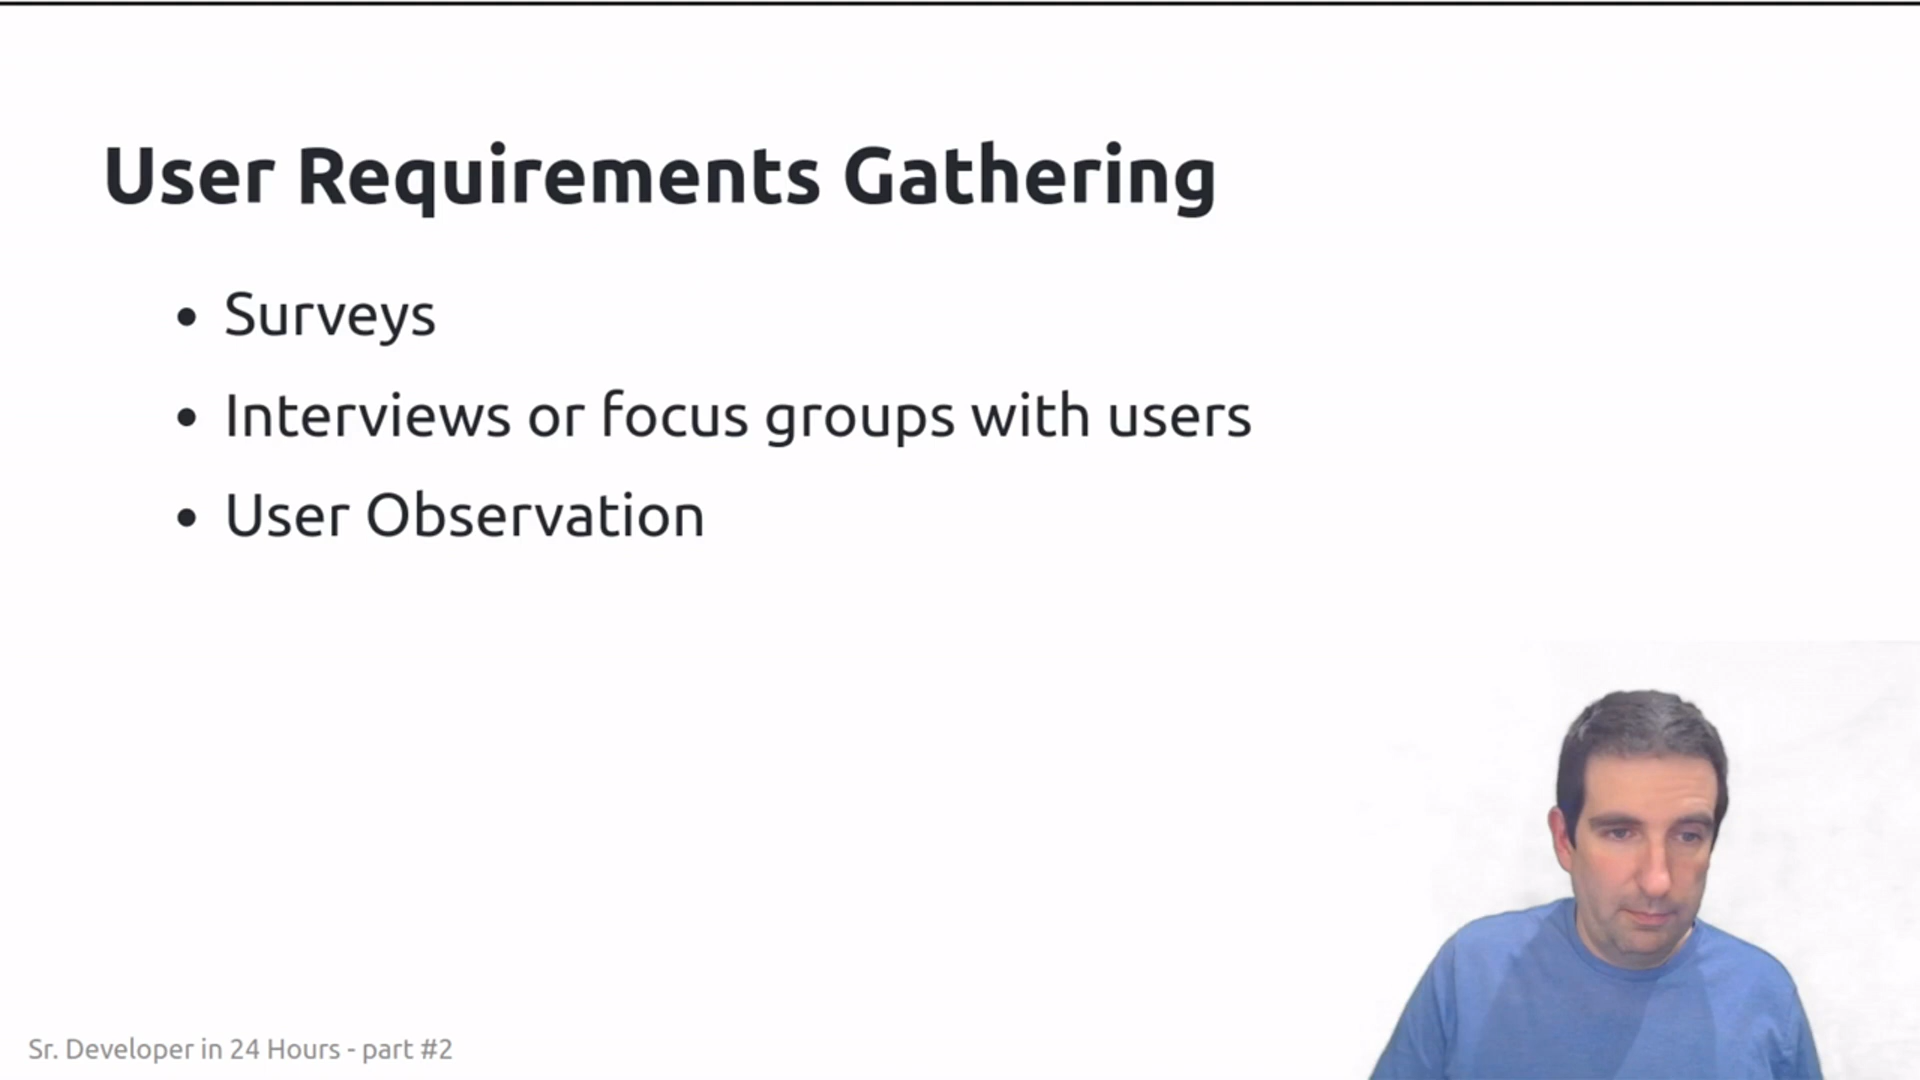 User Requirements Gathering
• Surveys
• Interviews or focus groups with users
• User Observation
Sr. Developer in 24 Hours - part #2